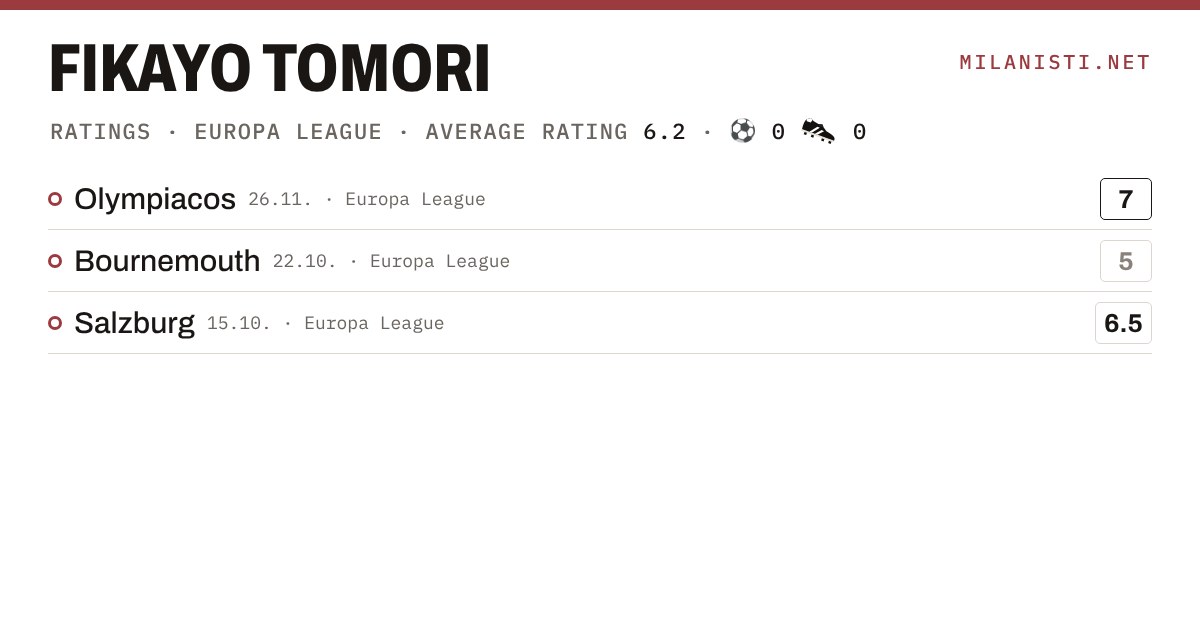 FIKAYO TOMORI
MILANISTI.NET
RATINGS · EUROPA LEAGUE · AVERAGE RATING 6.2 · ⚽ 0 0
Olympiacos 26.11. · Europa League 7
Bournemouth 22.10. · Europa League 5
Salzburg 15.10. · Europa League 6.5